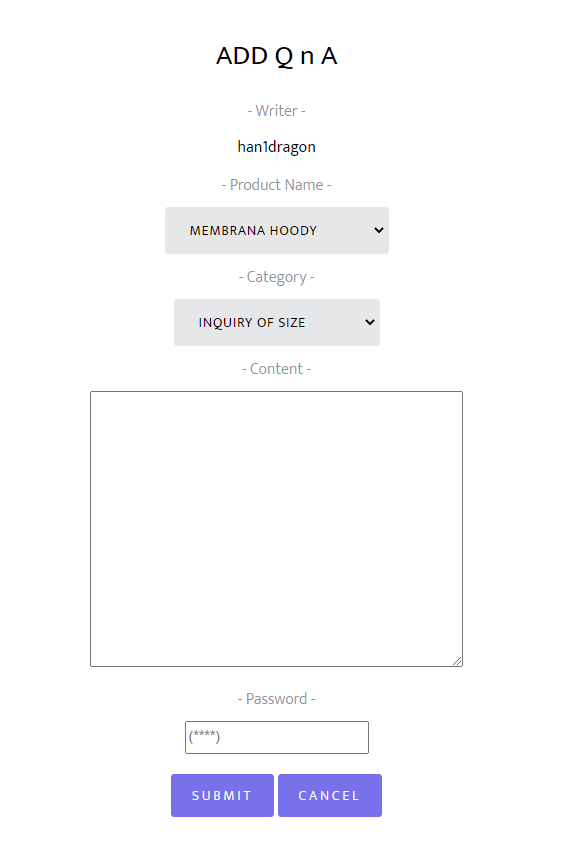 ADD Q n A
- Writer -
han1dragon
- Product Name -
MEMBRANA HOODY
- Category -
INQUIRY OF SIZE
- Content -
- Password -
(****)
SUBMIT CANCEL